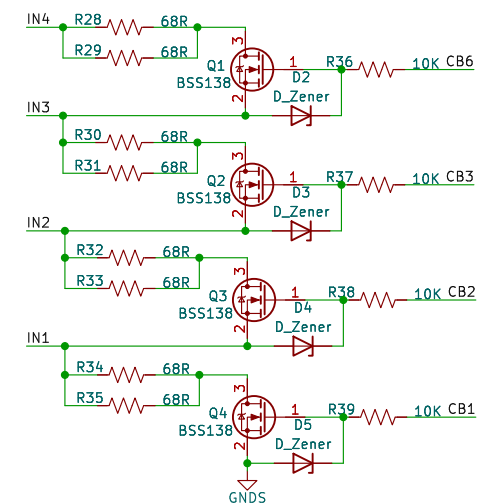 IN4 R28 68R
R29 68R
3
Q1 1 R36 10K CB6
BSS138 D2
2 D_Zener
IN3
R30 68R
R31 68R
3
Q2 1 R37 10K CB3
BSS138 D3
2 D_Zener
IN2
R32 68R
R33 68R
3
Q3 1 R38 10K CB2
BSS138 D4
2 D_Zener
IN1
R34 68R
R35 68R
3
Q4 1 R39 10K CB1
BSS138 D5
2 D_Zener
GNDS